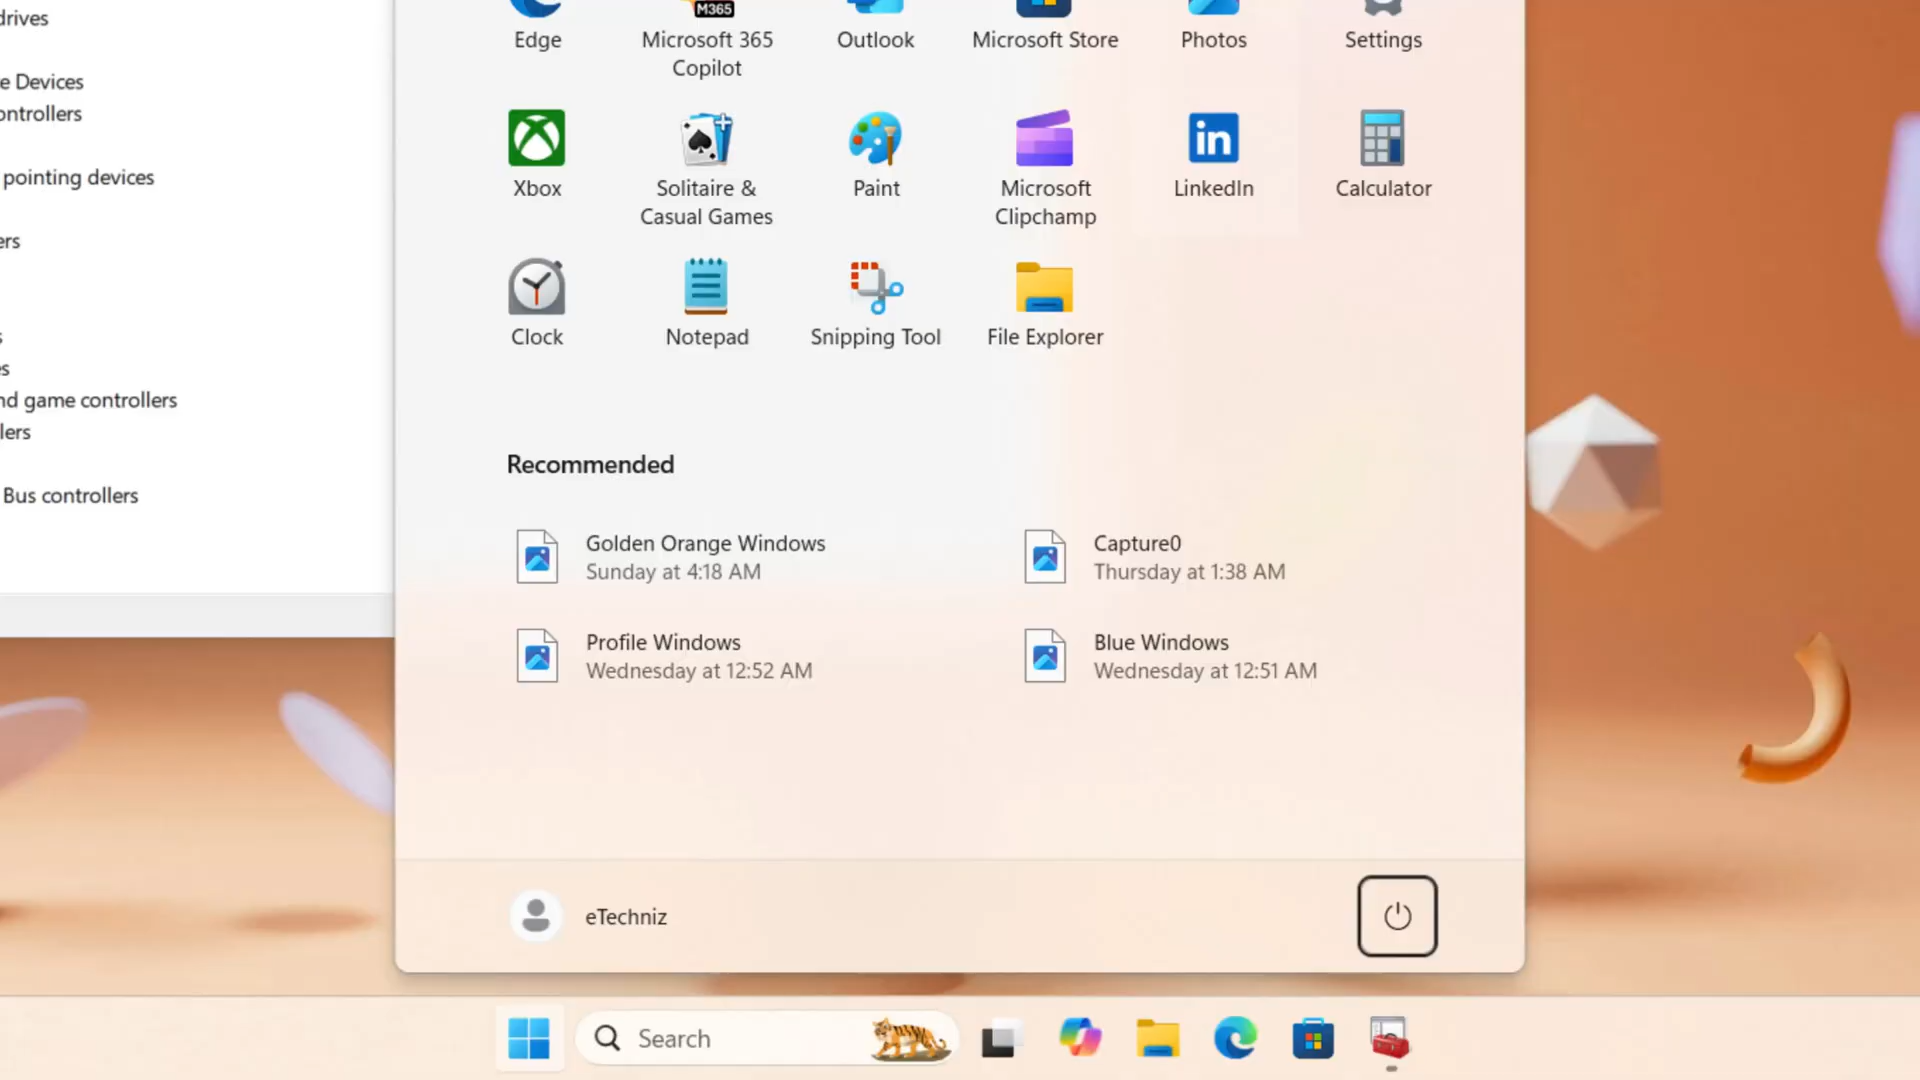 drives
e Devices
ontrollers
pointing devices
ers
s
es
nd game controllers
lers
Bus controllers
M365
Edge
Microsoft 365
Copilot
Outlook
Microsoft Store
Photos
Settings
Xbox
Solitaire &
Casual Games
Paint
Microsoft
Clipchamp
in
LinkedIn
Calculator
Clock
Notepad
Snipping Tool
File Explorer
Recommended
Golden Orange Windows
Sunday at 4:18 AM
Capture0
Thursday at 1:38 AM
Profile Windows
Wednesday at 12:52 AM
Blue Windows
Wednesday at 12:51 AM
eTechniz
Search